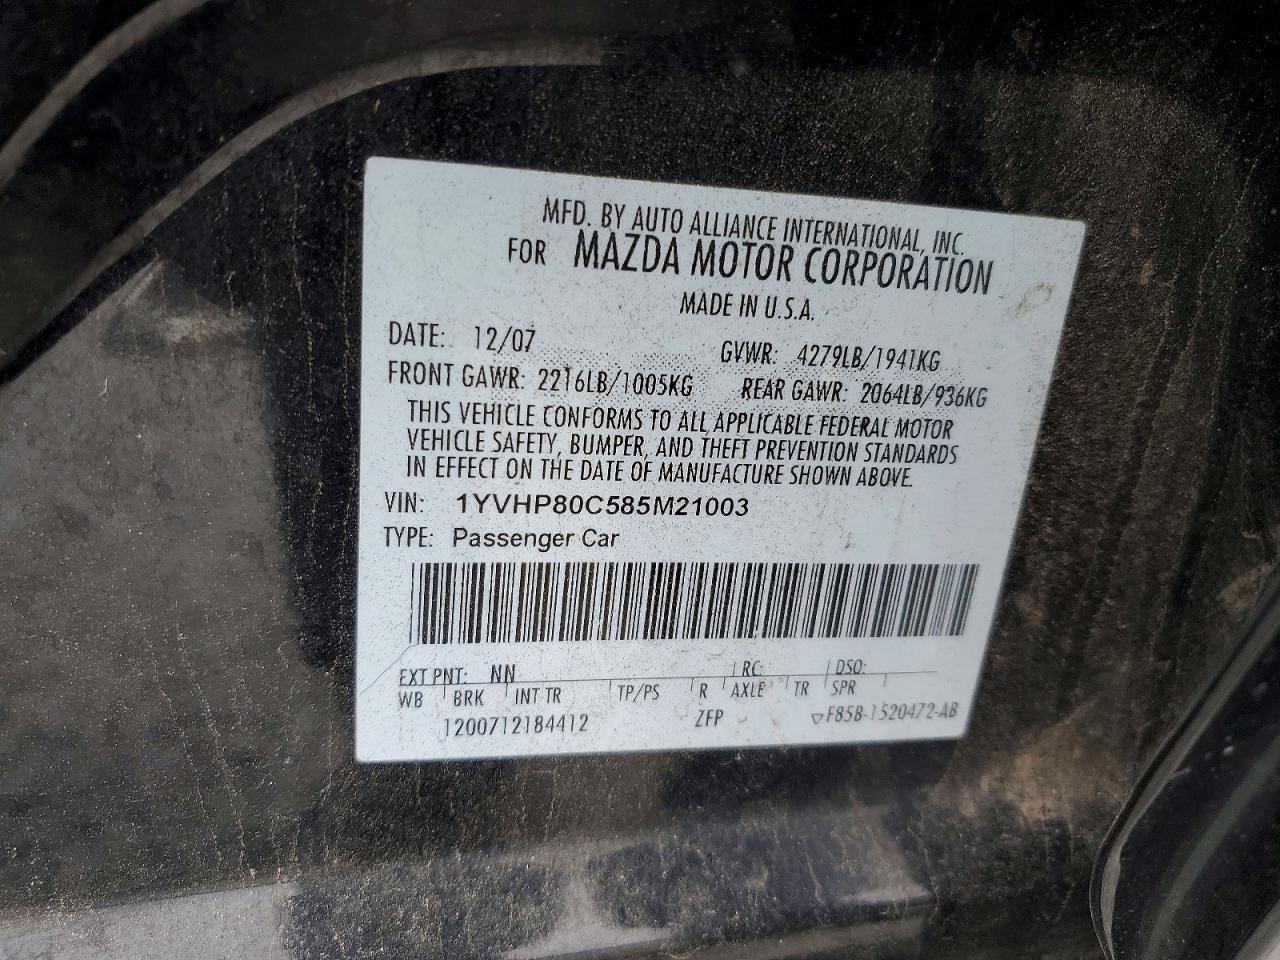 MFD. BY AUTO ALLIANCE INTERNATIONAL, INC.
FOR MAZDA MOTOR CORPORATION
MADE IN U.S.A.
DATE: 12/07 GVWR: 4279LB/1941KG
FRONT GAWR: 2216LB/1005KG REAR GAWR: 2064LB/936KG
THIS VEHICLE CONFORMS TO ALL APPLICABLE FEDERAL MOTOR
VEHICLE SAFETY, BUMPER, AND THEFT PREVENTION STANDARDS
IN EFFECT ON THE DATE OF MANUFACTURE SHOWN ABOVE.
VIN: 1YVHP80C585M21003
TYPE: Passenger Car
EXT PNT: NN RC: DSO:
WB BRK INT TR TP/PS R AXLE TR SPR
1200712184412 ZFP ▽F85B-1520472-AB